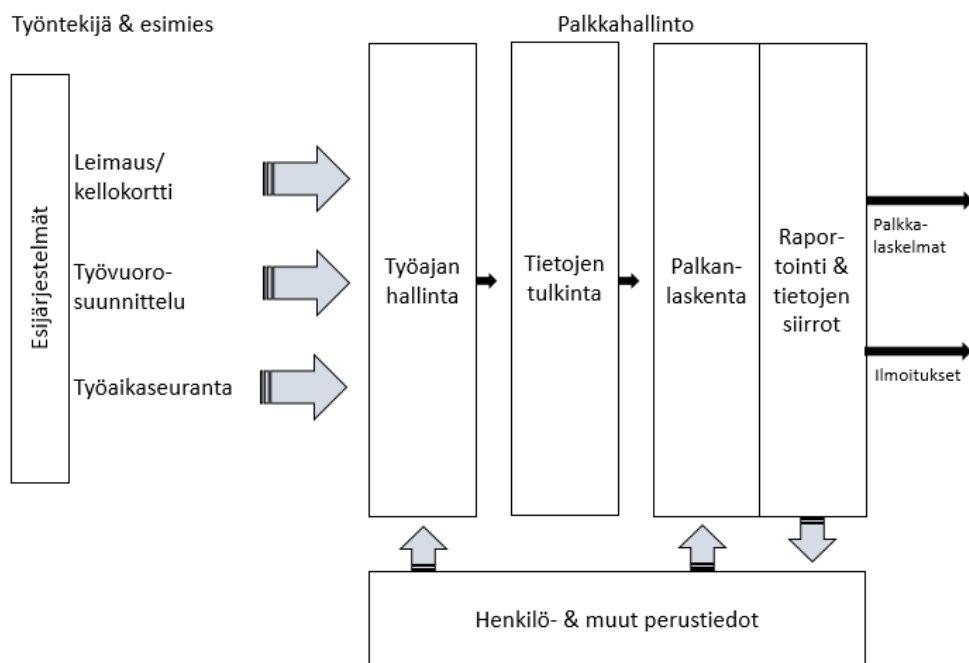 Työntekijä & esimies
Palkkahallinto
Esijärjestelmät
Leimaus/
kellokortti
Työvuoro-
suunnittelu
Työaikaseuranta
Työajan
hallinta
Tietojen
tulkinta
Palkan-
laskenta
Rapor-
tointi &
tietojen
siirrot
Palkka-
laskelmat
Ilmoitukset
Henkilö- & muut perustiedot